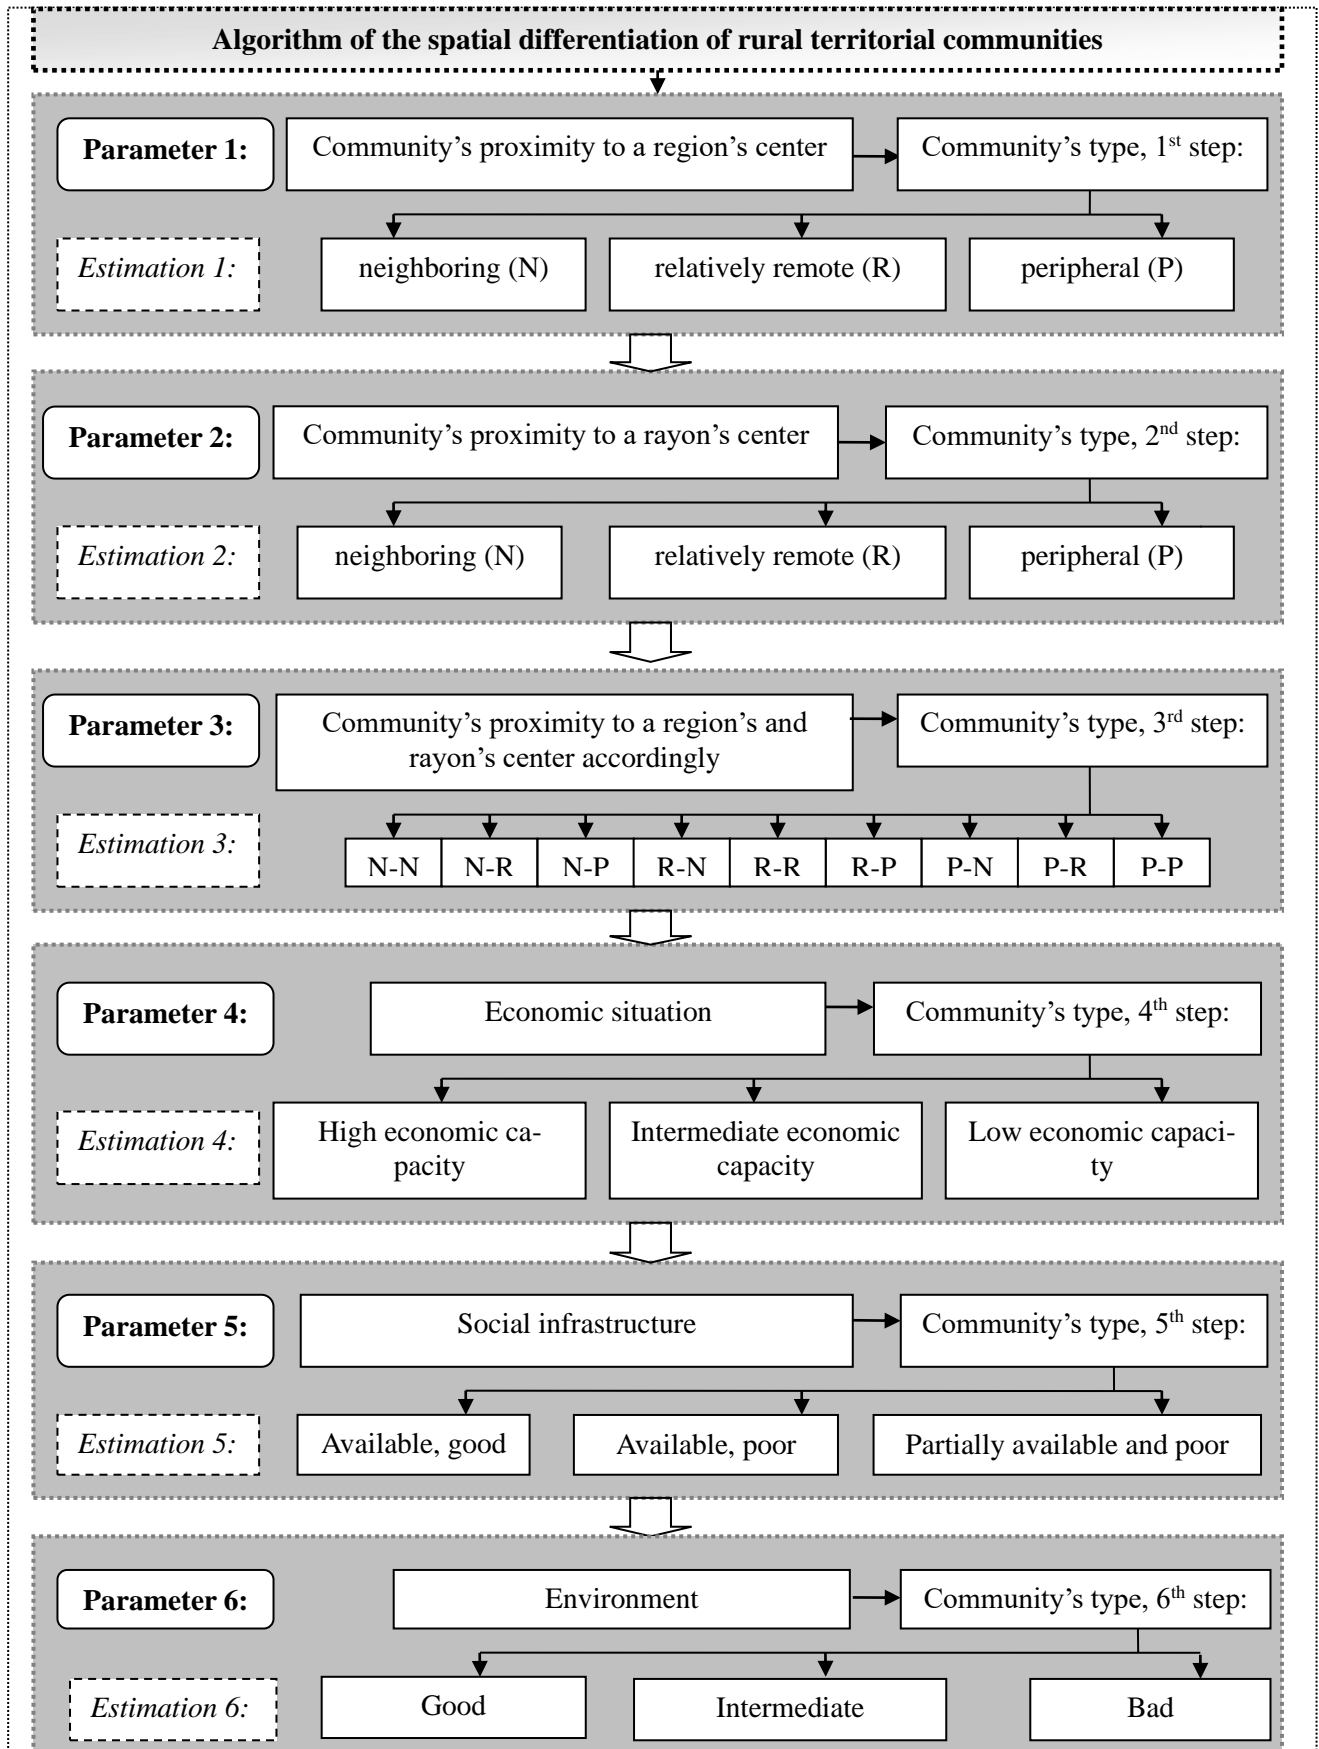 Algorithm of the spatial differentiation of rural territorial communities
Parameter 1:
Community’s proximity to a region’s center
Community’s type, 1st step:
Estimation 1:
neighboring (N)
relatively remote (R)
peripheral (P)
Parameter 2:
Community’s proximity to a rayon’s center
Community’s type, 2nd step:
Estimation 2:
neighboring (N)
relatively remote (R)
peripheral (P)
Parameter 3:
Community’s proximity to a region’s and
rayon’s center accordingly
Community’s type, 3rd step:
Estimation 3:
N-N
N-R
N-P
R-N
R-R
R-P
P-N
P-R
P-P
Parameter 4:
Economic situation
Community’s type, 4th step:
Estimation 4:
High economic ca-
pacity
Intermediate economic
capacity
Low economic capaci-
ty
Parameter 5:
Social infrastructure
Community’s type, 5th step:
Estimation 5:
Available, good
Available, poor
Partially available and poor
Parameter 6:
Environment
Community’s type, 6th step:
Estimation 6:
Good
Intermediate
Bad